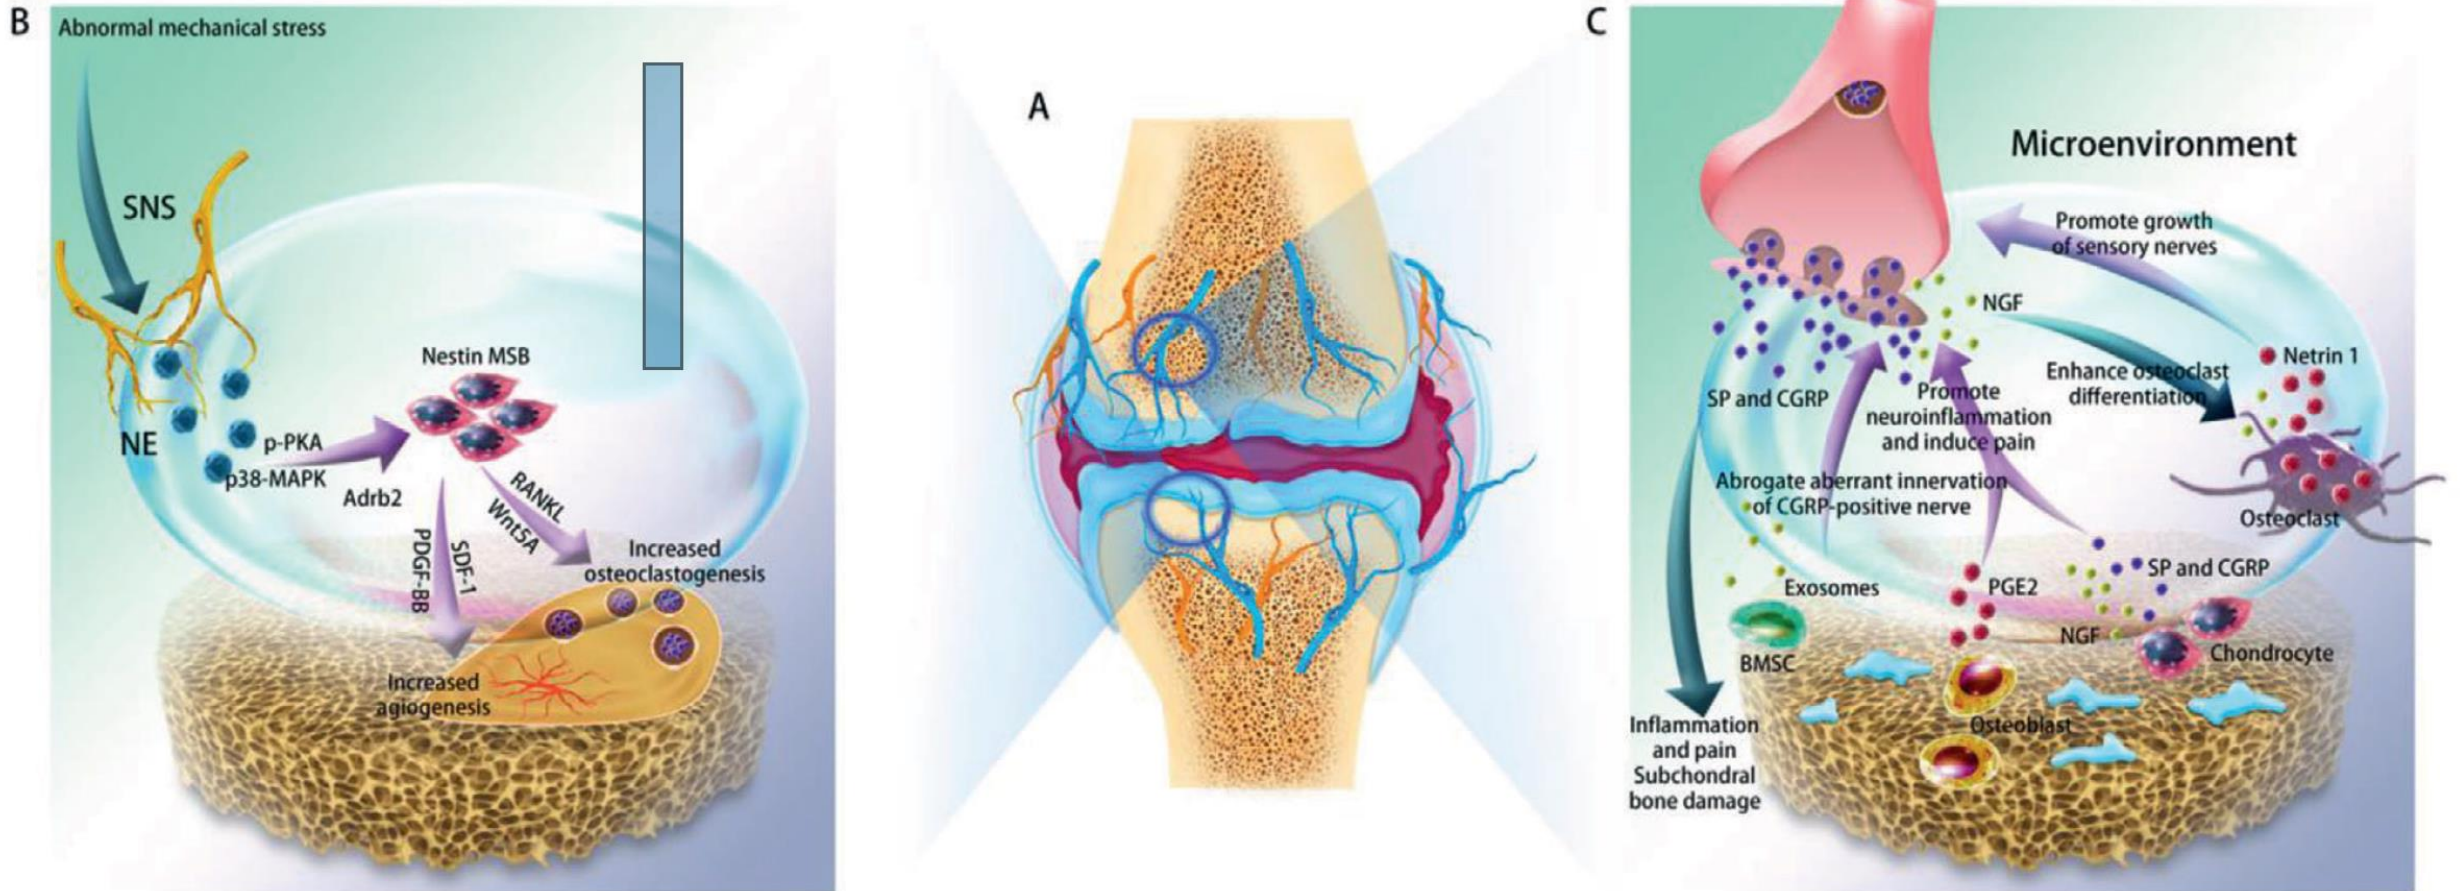 B
Abnormal mechanical stress
SNS
NE
Nestin MSB
p-PKA
p38-MAPK
Adrb2
RANKL
Wnt5A
SDF-1
PDGF-BB
Increased
osteoclastogenesis
Increased
agiogenesis
A
C
Microenvironment
Promote growth
of sensory nerves
NGF
Netrin 1
Enhance osteoclast
differentiation
SP and CGRP
Promote
neuroinflammation
and induce pain
Abrogate aberrant innervation
of CGRP-positive nerve
Osteoclast
Exosomes
PGE2
SP and CGRP
NGF
BMSC
Chondrocyte
Osteoblast
Inflammation
and pain
Subchondral
bone damage